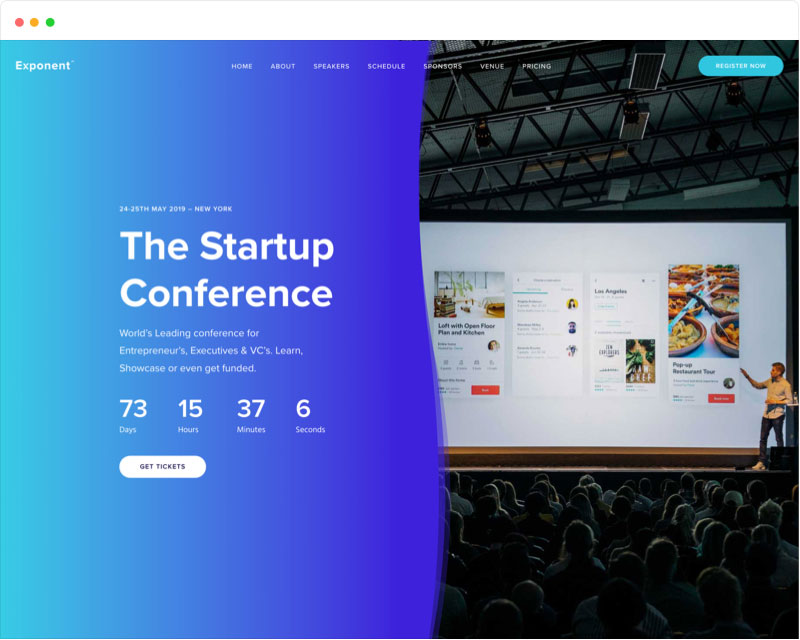 Exponent
HOME
ABOUT
SPEAKERS
SCHEDULE
SPONSORS
VENUE
PRICING
REGISTER NOW
24-25TH MAY 2019 – NEW YORK
The Startup
Conference
World's Leading conference for
Entrepreneur's, Executives & VC's. Learn,
Showcase or even get funded.
73
15
37
6
Days
Hours
Minutes
Seconds
GET TICKETS
Loft with Open Floor
Plan and Kitchen
Los Angeles
Pop-up
Restaurant Tour